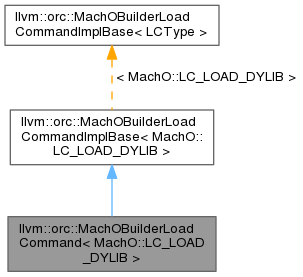 llvm::orc::MachOBuilderLoad
CommandImplBase< LCType >
< MachO::LC_LOAD_DYLIB >
llvm::orc::MachOBuilderLoad
CommandImplBase< MachO::
LC_LOAD_DYLIB >
llvm::orc::MachOBuilderLoad
Command< MachO::LC_LOAD
_DYLIB >